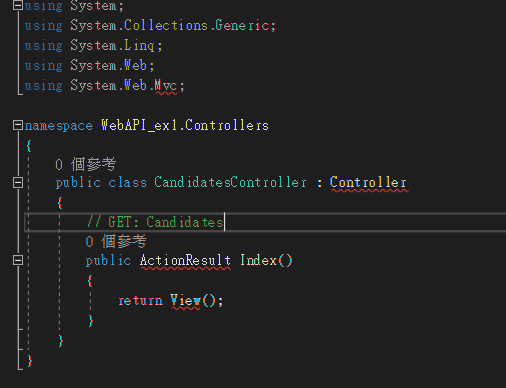 using System;
using System.Collections.Generic;
using System.Linq;
using System.Web;
using System.Web.Mvc;
namespace WebAPI_ex1.Controllers
{
0 個參考
public class CandidatesController : Controller
{
// GET: Candidates
0 個參考
public ActionResult Index()
{
return View();
}
}
}